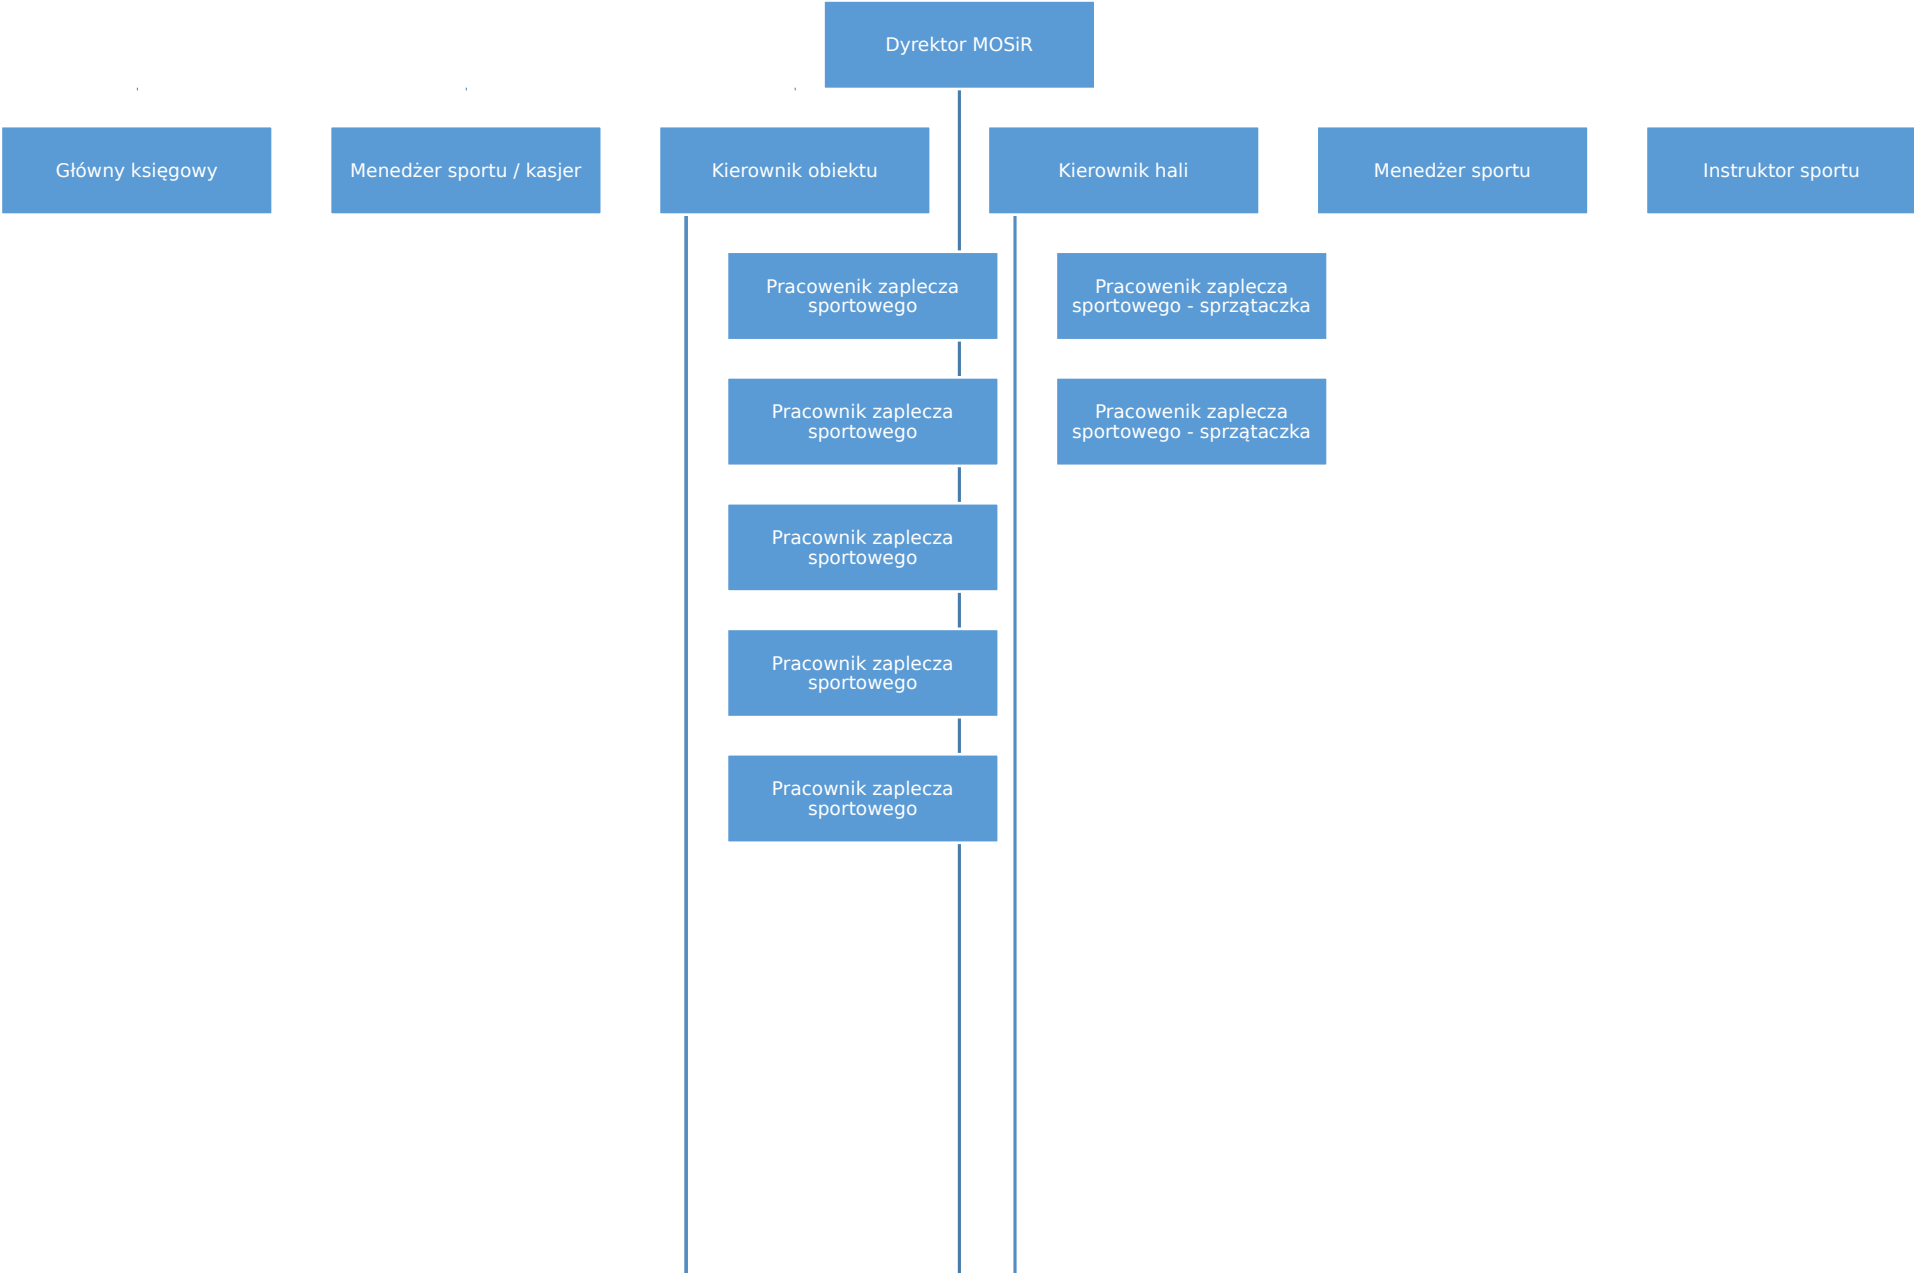 Dyrektor MOSiR
Główny księgowy
Menedżer sportu / kasjer
Kierownik obiektu
Kierownik hali
Menedżer sportu
Instruktor sportu
Pracowenik zaplecza
sportowego
Pracownik zaplecza
sportowego
Pracownik zaplecza
sportowego
Pracownik zaplecza
sportowego
Pracownik zaplecza
sportowego
Pracowenik zaplecza
sportowego - sprzątaczka
Pracowenik zaplecza
sportowego - sprzątaczka